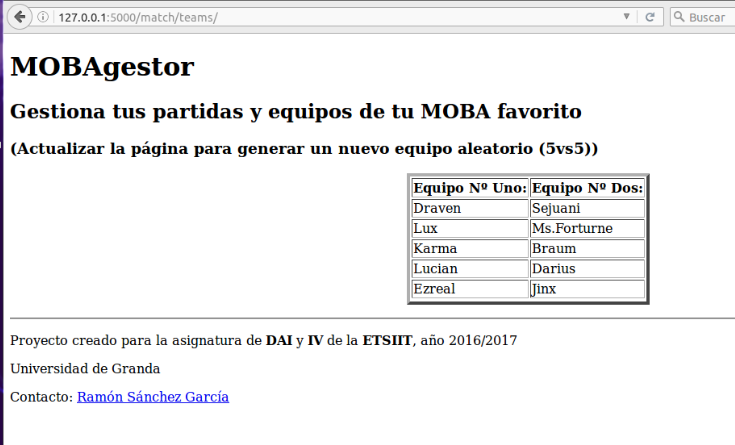 127.0.0.1:5000/match/teams/
Buscar
MOBAgestor
Gestiona tus partidas y equipos de tu MOBA favorito
(Actualizar la página para generar un nuevo equipo aleatorio (5vs5))
Equipo Nº Uno: Equipo Nº Dos:
Draven Sejuani
Lux Ms.Forturne
Karma Braum
Lucian Darius
Ezreal Jinx
Proyecto creado para la asignatura de DAI y IV de la ETSIIT, año 2016/2017
Universidad de Granda
Contacto: Ramón Sánchez García